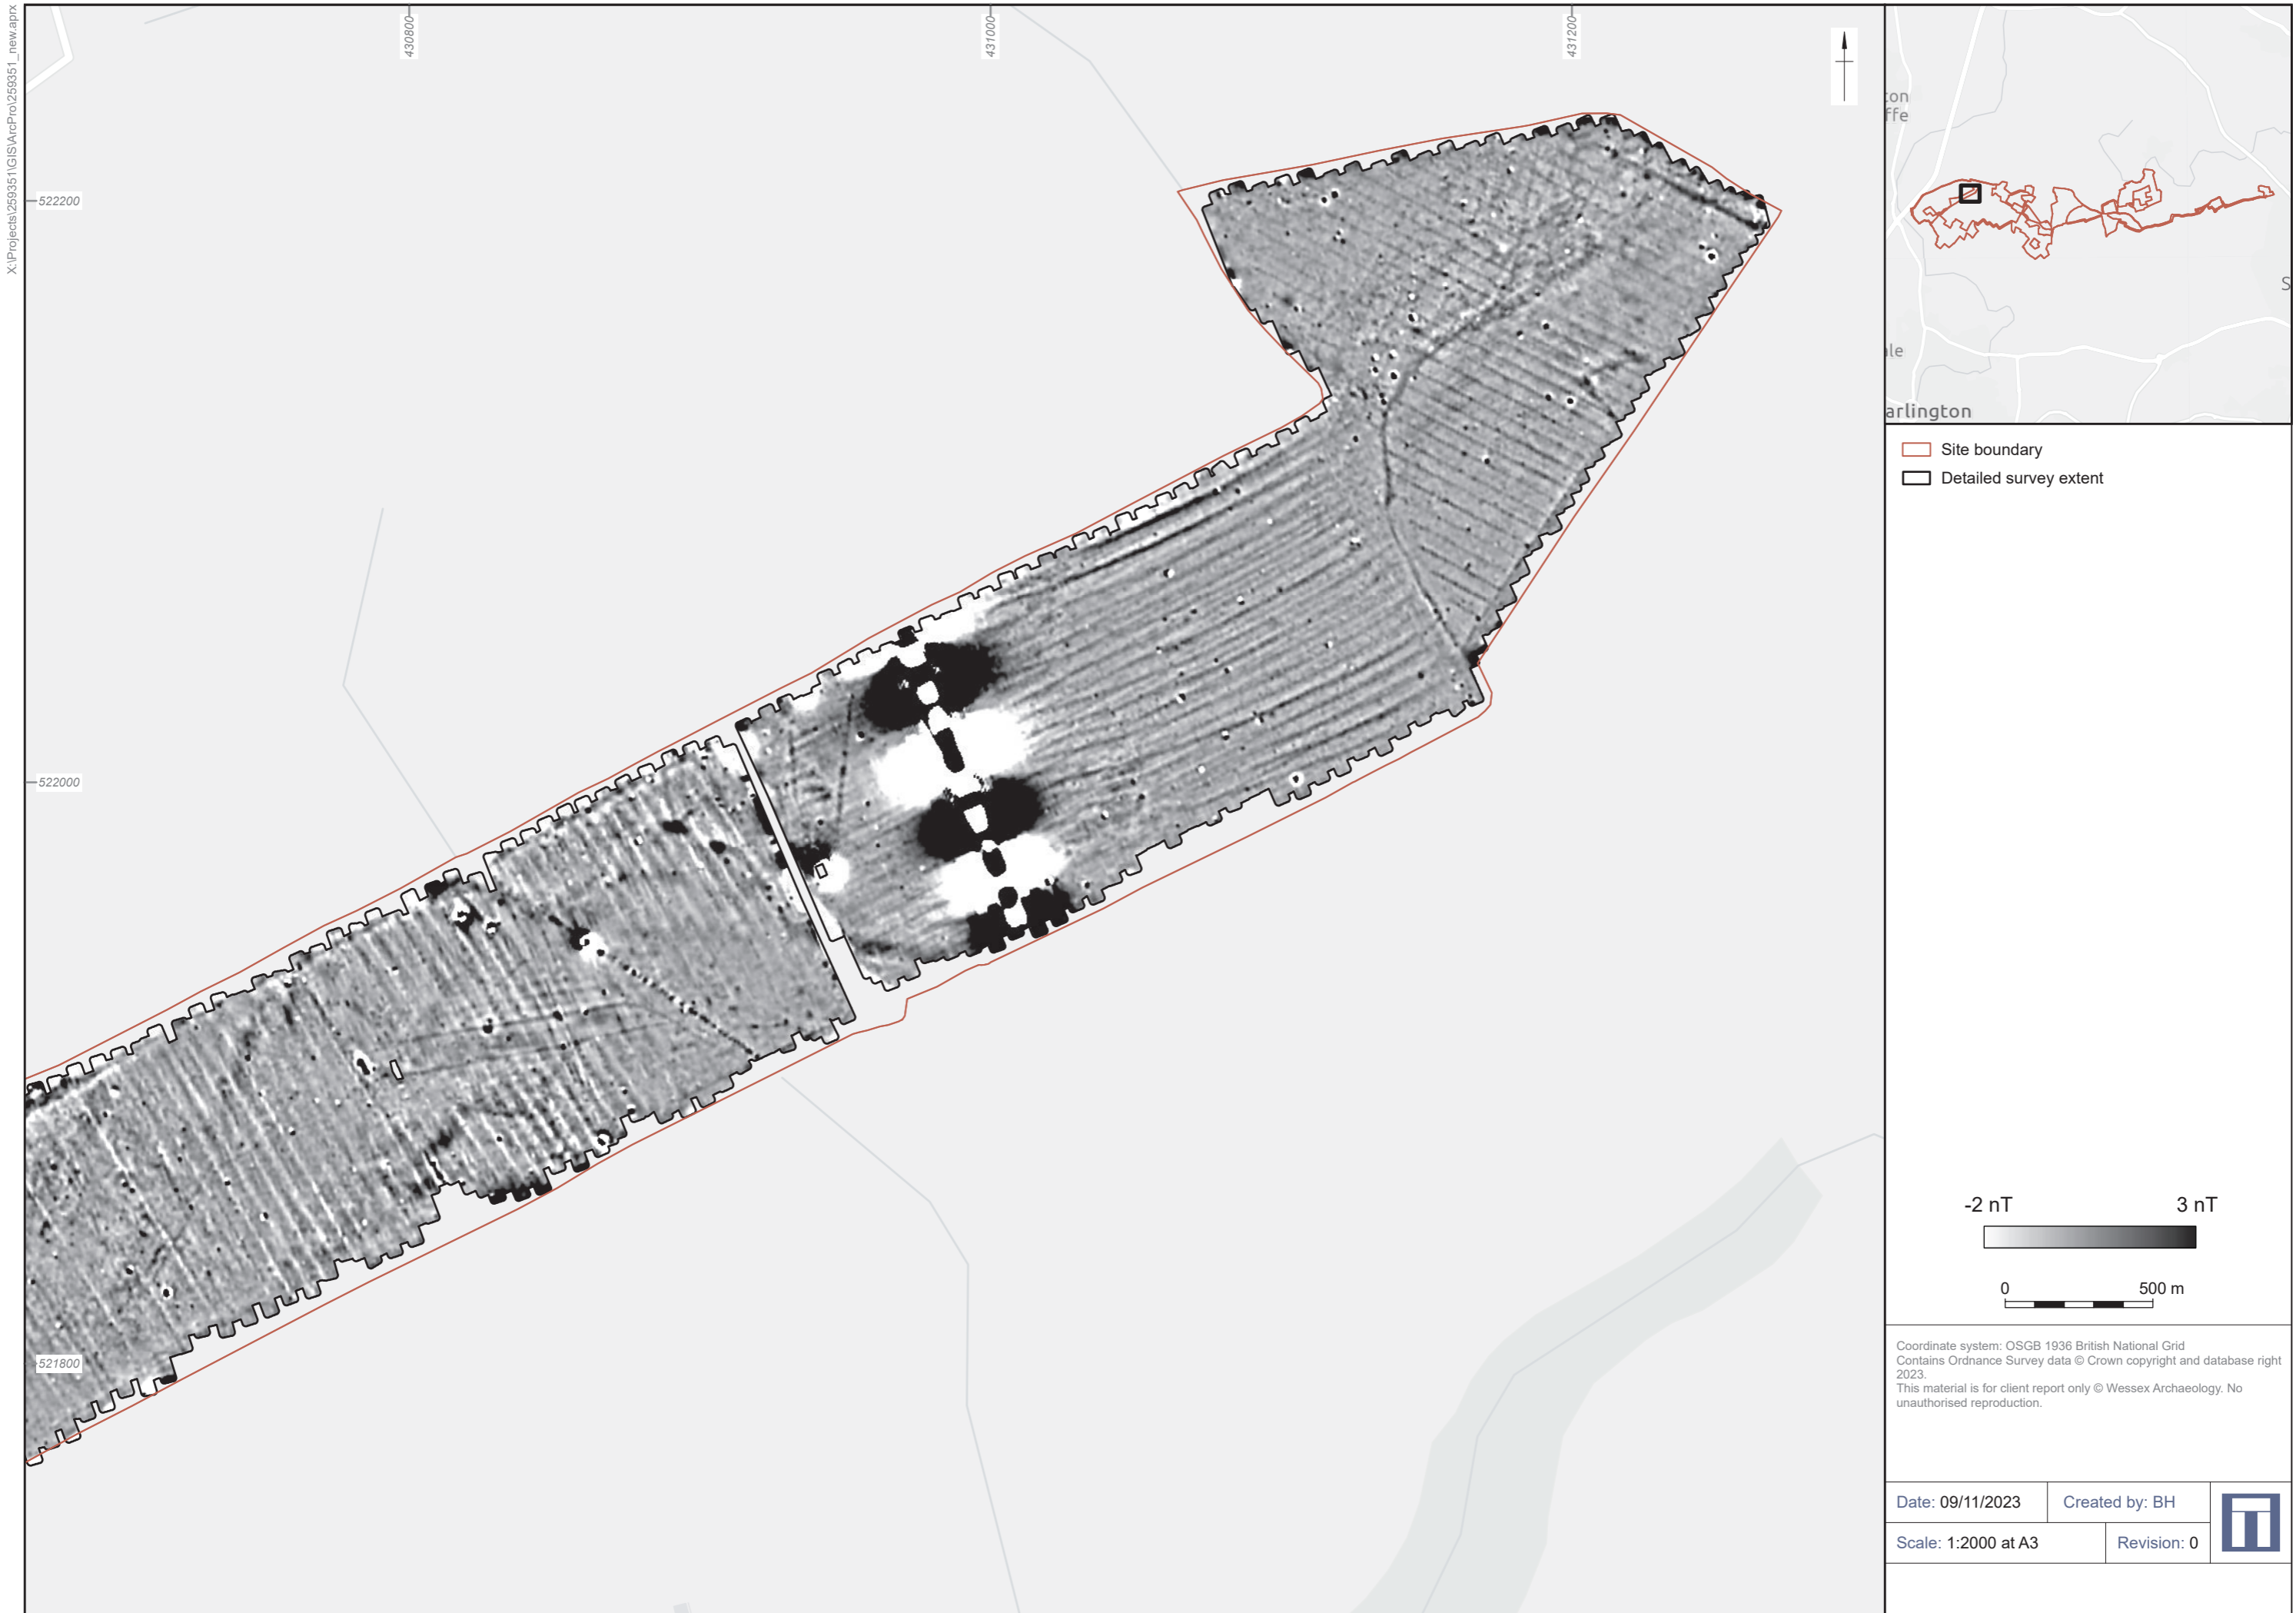 X:\Projects\259351\GIS\ArcPro\259351_new.aprx
430800
431000
431200
522200
522000
521800
ton
ffe
ale
arlington
S
Site boundary
Detailed survey extent
-2 nT 3 nT
0 500 m
Coordinate system: OSGB 1936 British National Grid
Contains Ordnance Survey data © Crown copyright and database right
2023.
This material is for client report only © Wessex Archaeology. No
unauthorised reproduction.
Date: 09/11/2023 Created by: BH
Scale: 1:2000 at A3 Revision: 0